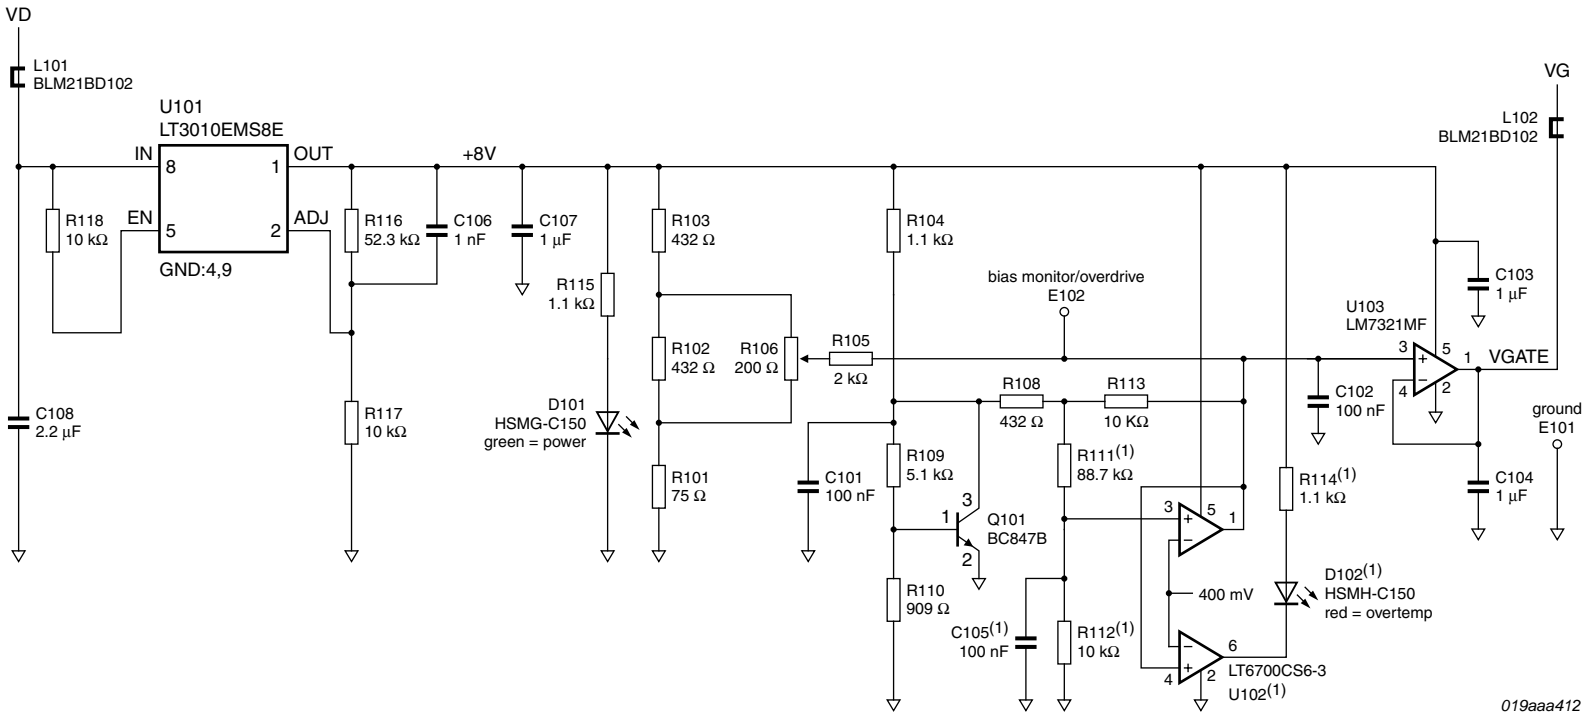 VD
L101
BLM21BD102
U101
LT3010EMS8E
IN
8
1
OUT
EN
5
2
ADJ
GND:4,9
R118
10 kΩ
C108
2.2 μF
+8V
R116
52.3 kΩ
C106
1 nF
R117
10 kΩ
C107
1 μF
R115
1.1 kΩ
D101
HSMG-C150
green = power
R103
432 Ω
R102
432 Ω
R106
200 Ω
R101
75 Ω
R105
2 kΩ
R104
1.1 kΩ
C101
100 nF
R109
5.1 kΩ
R110
909 Ω
3
1
2
Q101
BC847B
bias monitor/overdrive
E102
R108
432 Ω
R113
10 KΩ
R111(1)
88.7 kΩ
C105(1)
100 nF
R112(1)
10 kΩ
3
+
−
5
1
400 mV
−
+
4
6
2
LT6700CS6-3
U102(1)
R114(1)
1.1 kΩ
D102(1)
HSMH-C150
red = overtemp
C102
100 nF
U103
LM7321MF
3
+
−
4
5
2
1
VGATE
C103
1 μF
C104
1 μF
VG
L102
BLM21BD102
ground
E101
019aaa412